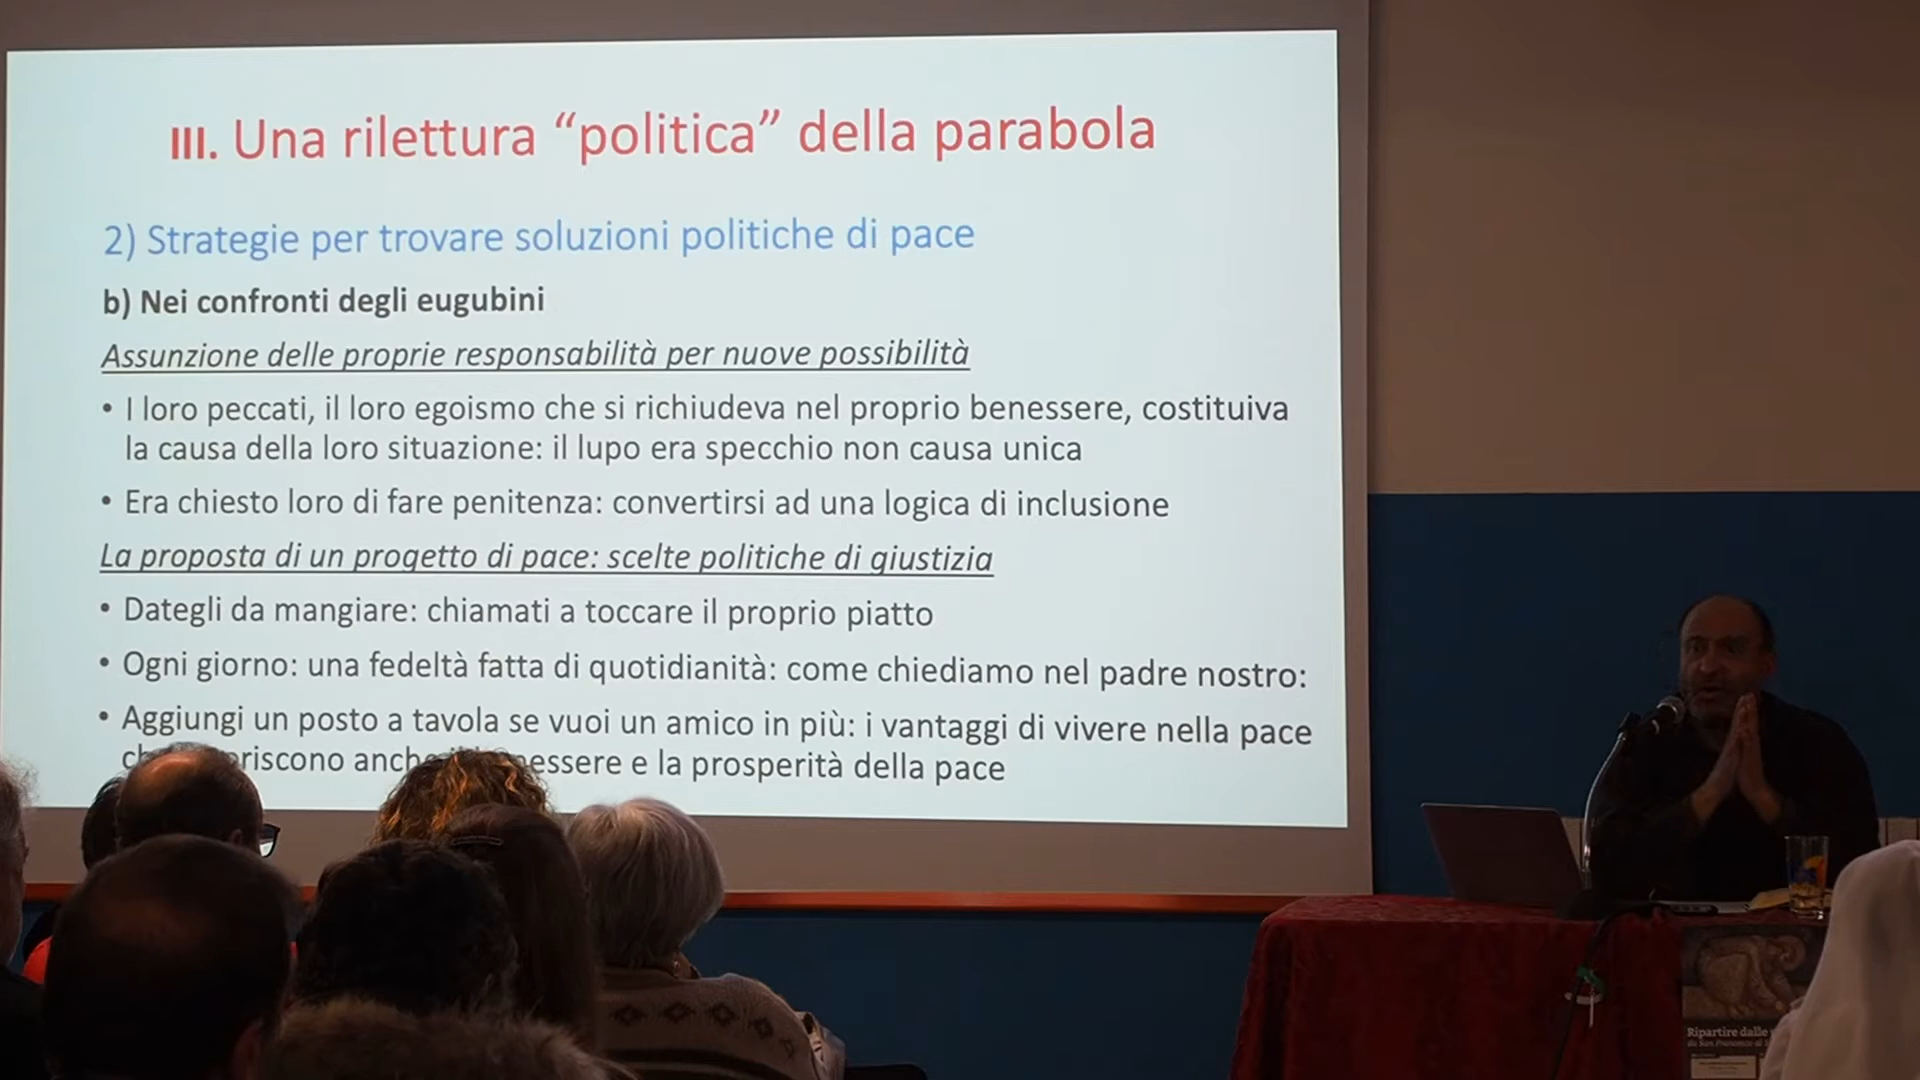 III. Una rilettura “politica” della parabola
2) Strategie per trovare soluzioni politiche di pace
b) Nei confronti degli eugubini
Assunzione delle proprie responsabilità per nuove possibilità
• I loro peccati, il loro egoismo che si richiudeva nel proprio benessere, costituiva
la causa della loro situazione: il lupo era specchio non causa unica
• Era chiesto loro di fare penitenza: convertirsi ad una logica di inclusione
La proposta di un progetto di pace: scelte politiche di giustizia
• Dategli da mangiare: chiamati a toccare il proprio piatto
• Ogni giorno: una fedeltà fatta di quotidianità: come chiediamo nel padre nostro:
• Aggiungi un posto a tavola se vuoi un amico in più: i vantaggi di vivere nella pace
e la prosperità della pace
Ripartire dalle
da San Francesco